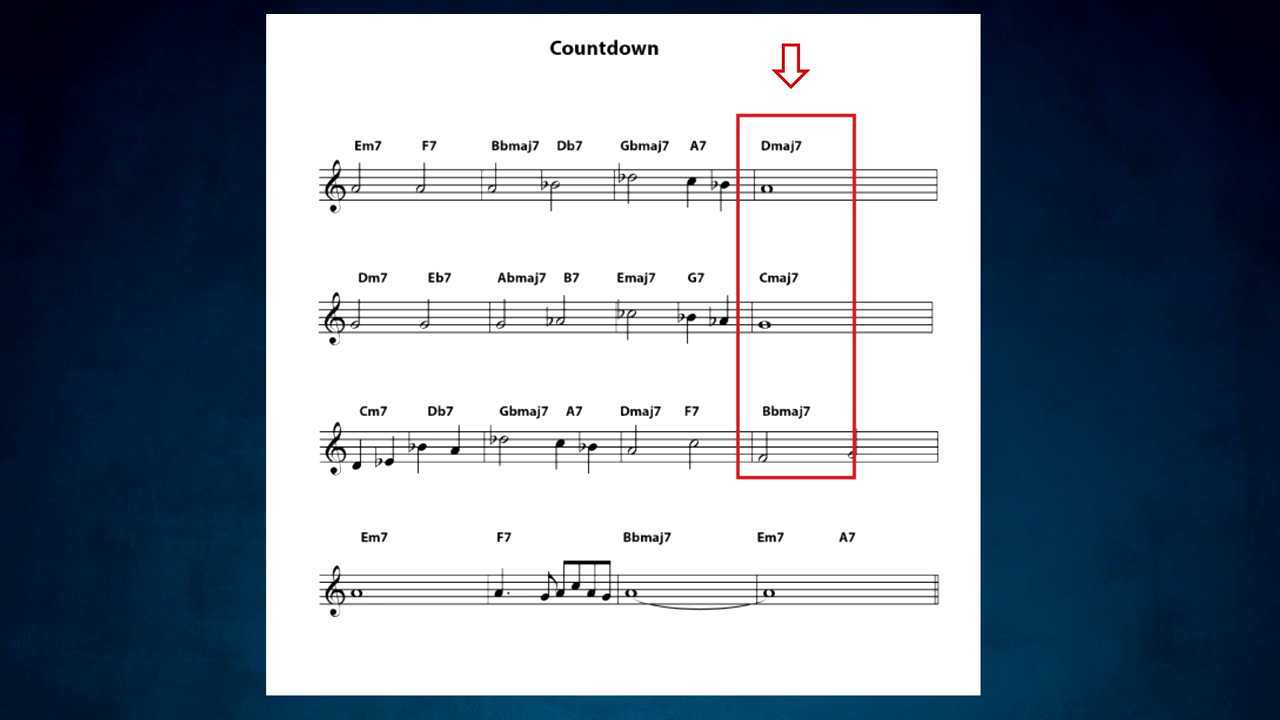 Countdown
Em7 F7 Bbmaj7 Db7 Gbmaj7 A7 Dmaj7
Dm7 Eb7 Abmaj7 B7 Emaj7 G7 Cmaj7
Cm7 Db7 Gbmaj7 A7 Dmaj7 F7 Bbmaj7
Em7 F7 Bbmaj7 Em7 A7